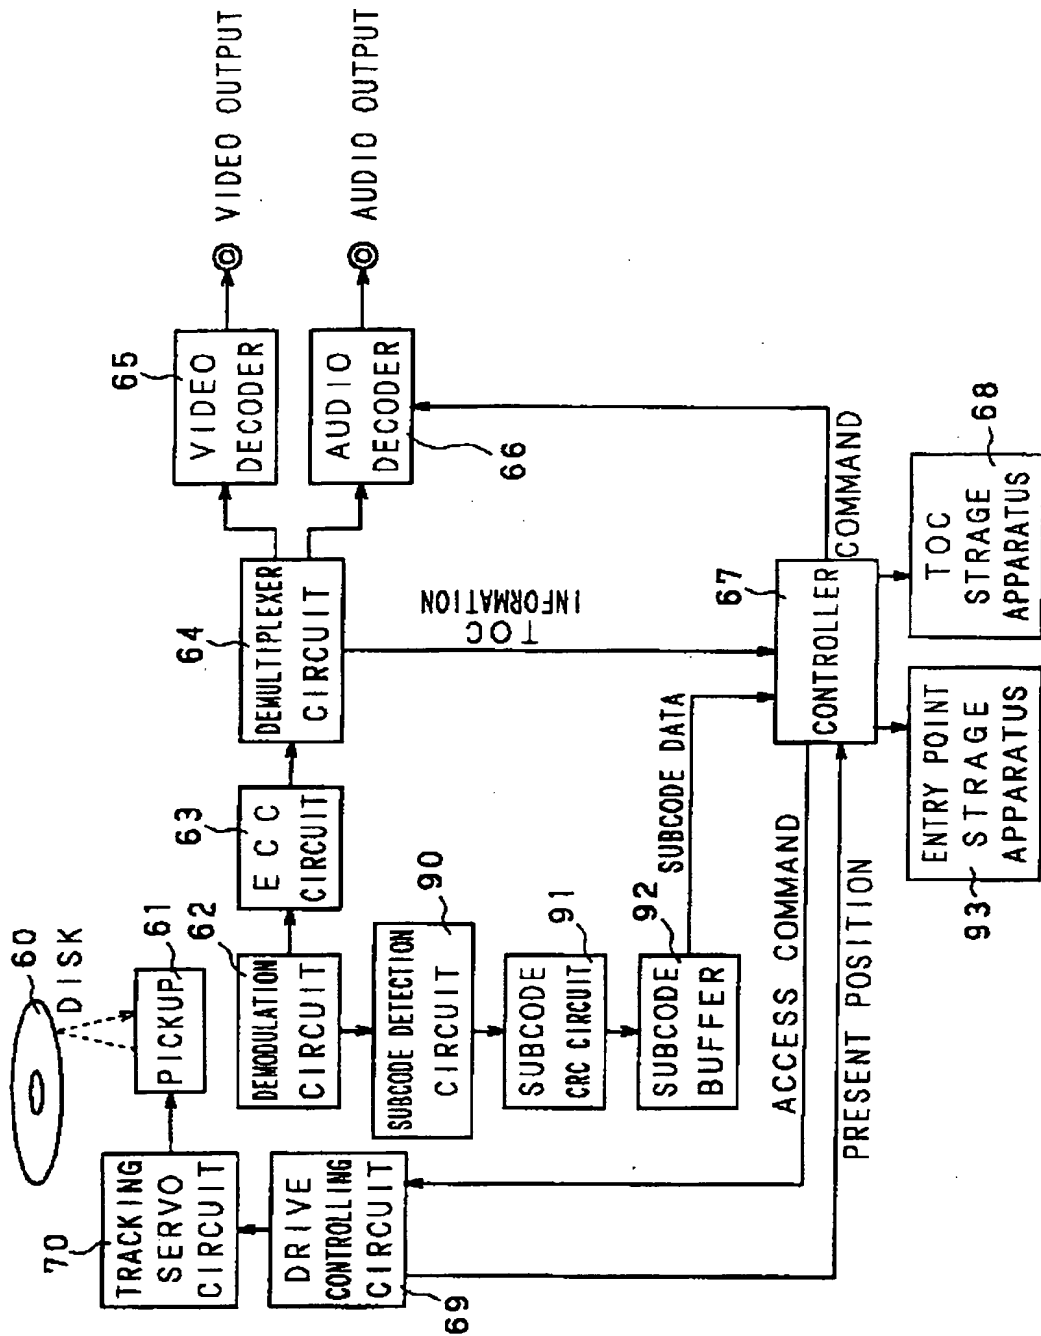 60
DISK
61
PICKUP
70
TRACKING
SERVO
CIRCUIT
69
DRIVE
CONTROLLING
CIRCUIT
62
DEMODULATION
CIRCUIT
63
ECC
CIRCUIT
64
DEMULTIPLEXER
CIRCUIT
65
VIDEO
DECODER
VIDEO OUTPUT
AUDIO
DECODER
66
AUDIO OUTPUT
90
SUBCODE DETECTION
CIRCUIT
91
SUBCODE
CRC CIRCUIT
92
SUBCODE
BUFFER
SUBCODE DATA
TOC
INFORMATION
67
CONTROLLER
COMMAND
ACCESS COMMAND
PRESENT POSITION
93
ENTRY POINT
STRAGE
APPARATUS
68
TOC
STRAGE
APPARATUS